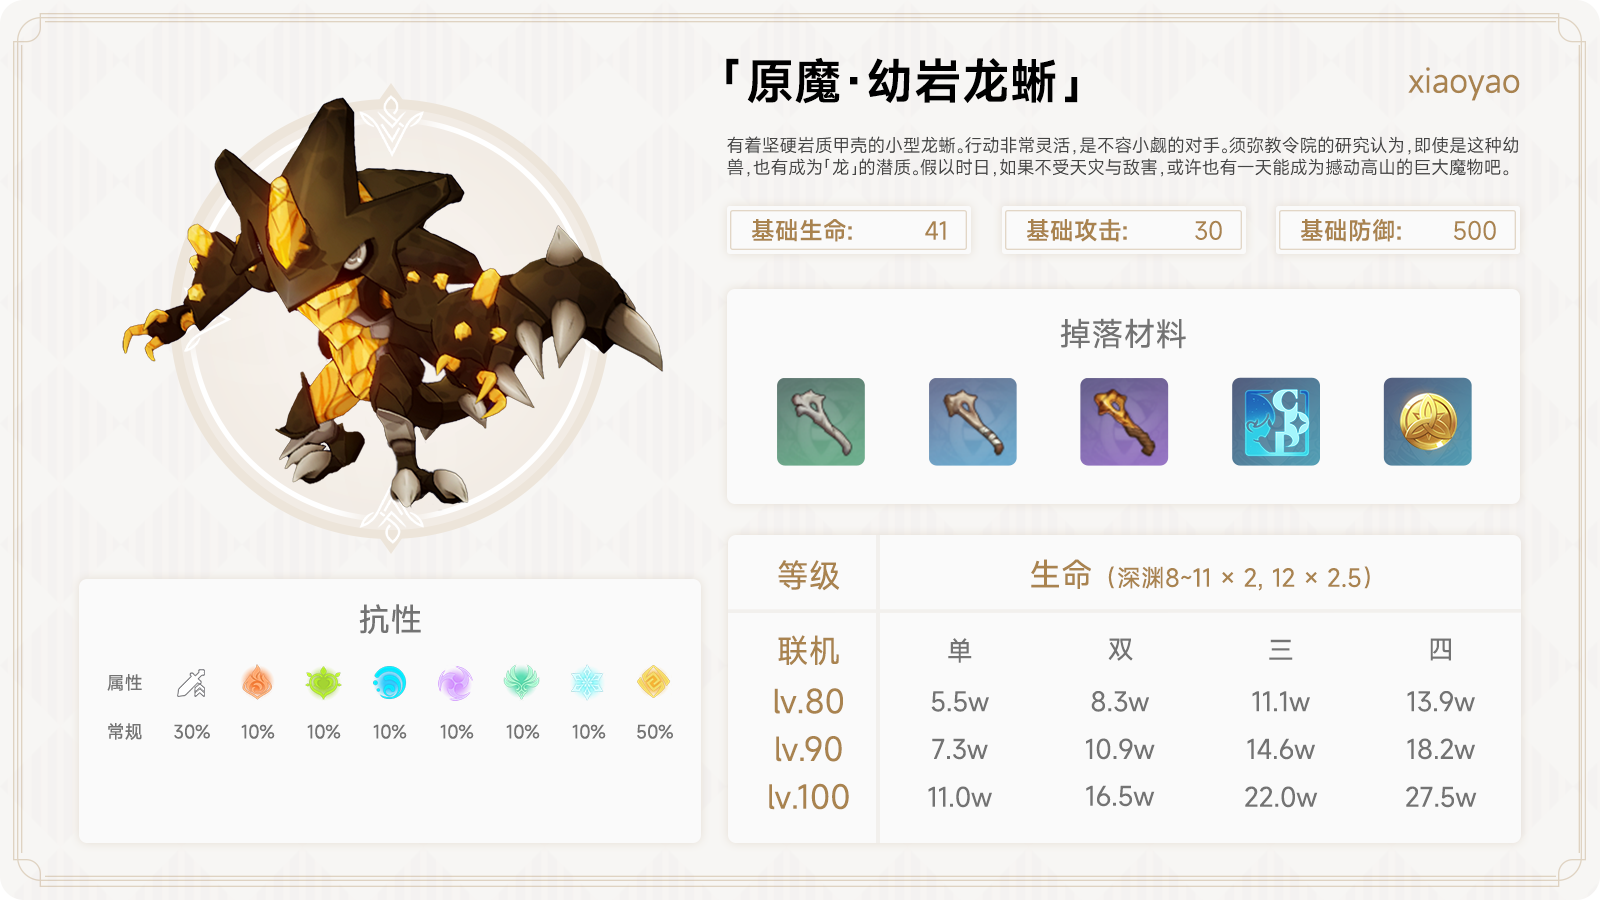 「原魔·幼岩龙蜥」
xiaoyao
有着坚硬岩质甲壳的小型龙蜥。行动非常灵活，是不容小觑的对手。须弥教令院的研究认为，即使是这种幼
兽，也有成为「龙」的潜质。假以时日，如果不受天灾与敌害，或许也有一天能成为撼动高山的巨大魔物吧。
基础生命: 41
基础攻击: 30
基础防御: 500
掉落材料
抗性
属性
常规 30% 10% 10% 10% 10% 10% 10% 50%
等级 生命（深渊8~11 × 2, 12 × 2.5）
联机 单 双 三 四
lv.80 5.5w 8.3w 11.1w 13.9w
lv.90 7.3w 10.9w 14.6w 18.2w
lv.100 11.0w 16.5w 22.0w 27.5w